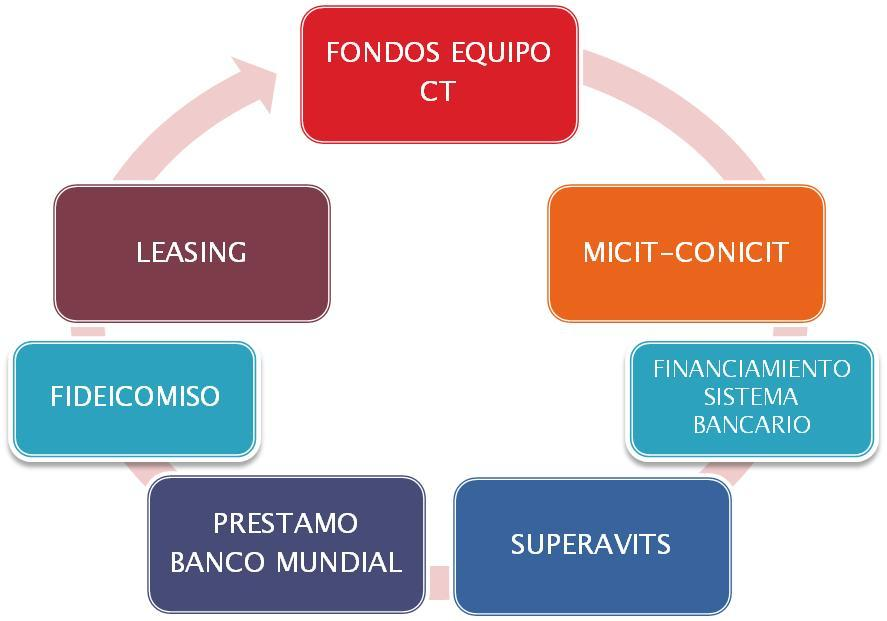 FONDOS EQUIPO
CT
MICIT-CONICIT
FINANCIAMIENTO
SISTEMA
BANCARIO
SUPERAVITS
PRESTAMO
BANCO MUNDIAL
FIDEICOMISO
LEASING